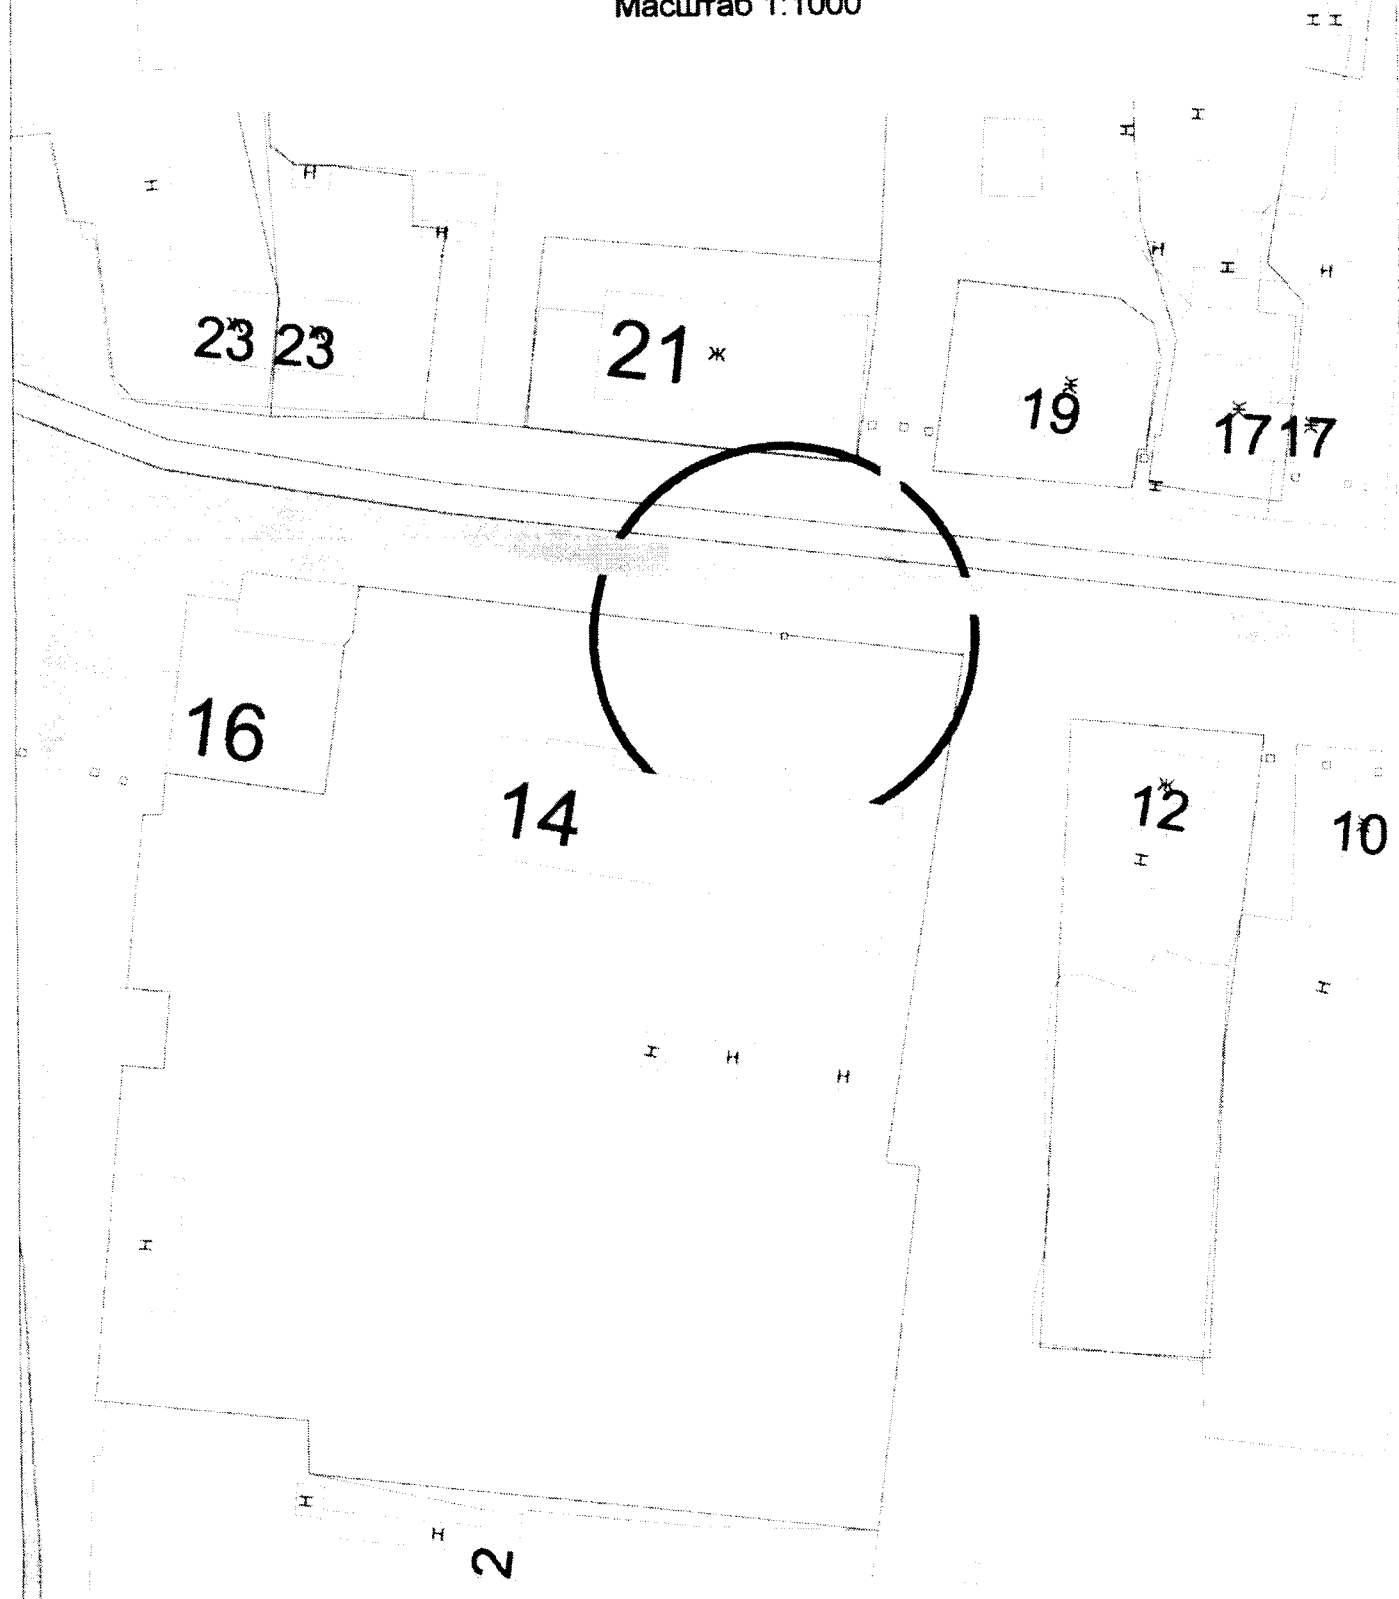 Масштаб 1:1000
н н
н
н
н
н
н
н
н
н
н
23 23
ж
ж
21 ж
19
ж
17 17
ж
ж
н
16
14
12
ж
н
10
ж
н
н
н
н
н
н
н
2